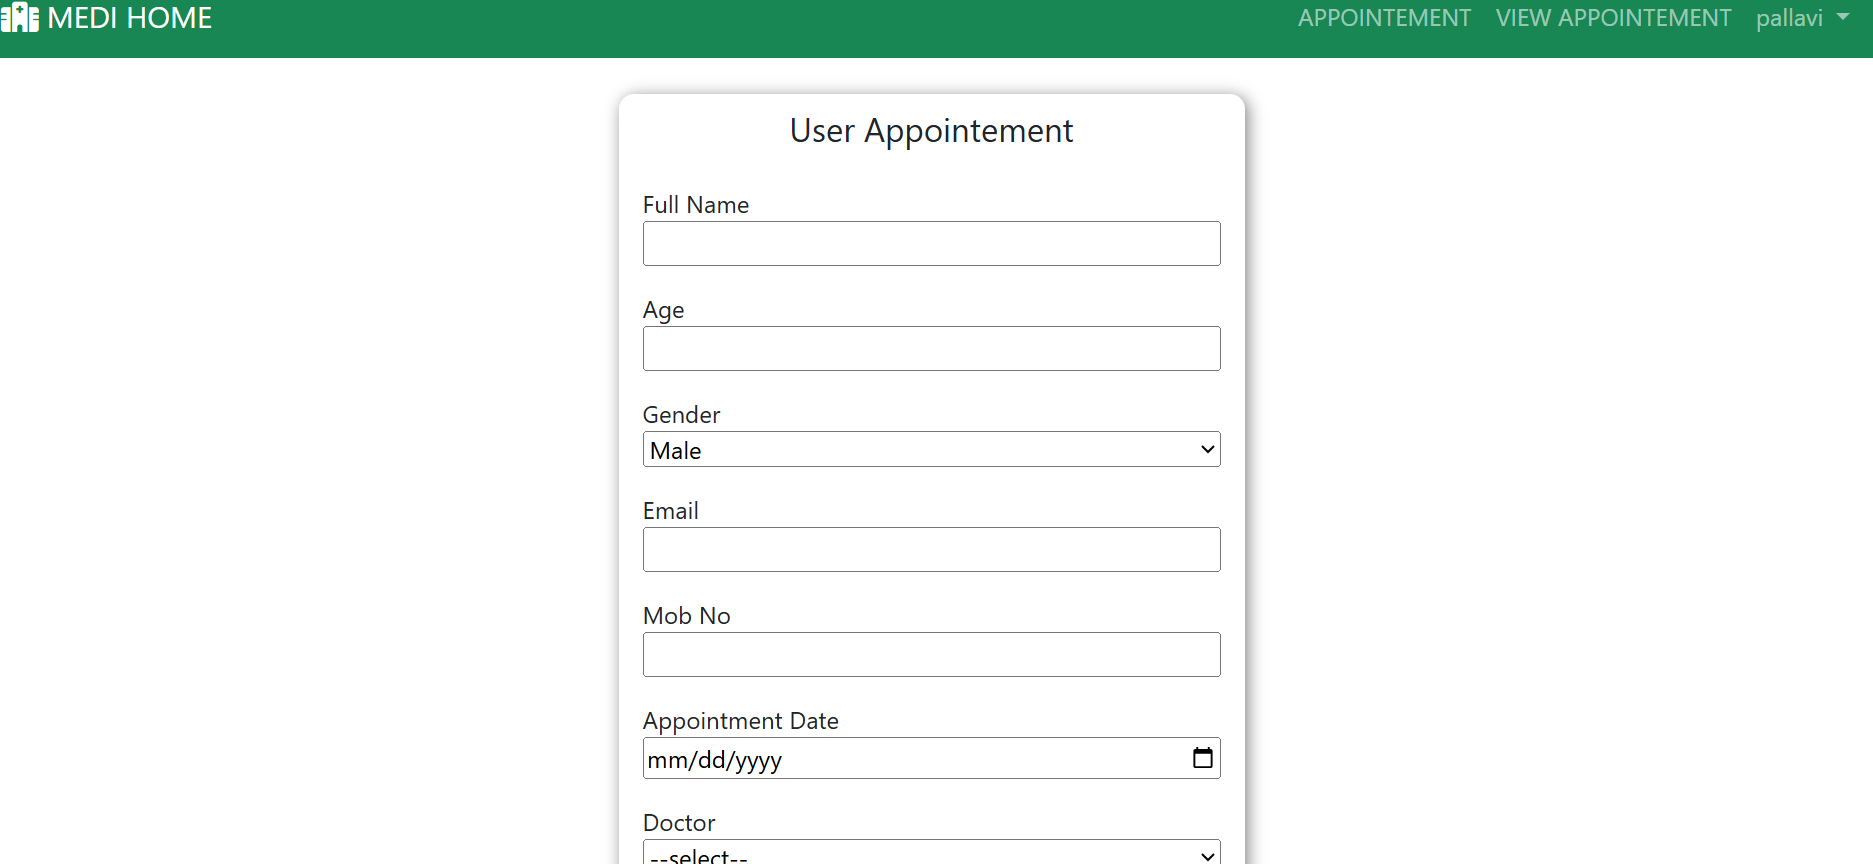 MEDI HOME
APPOINTEMENT
VIEW APPOINTEMENT
pallavi
User Appointement
Full Name
Age
Gender
Male
Email
Mob No
Appointment Date
mm/dd/yyyy
Doctor
--select--